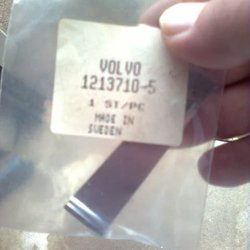 VOLVO
1213710-5
1 ST/PC
MADE IN
SWEDEN